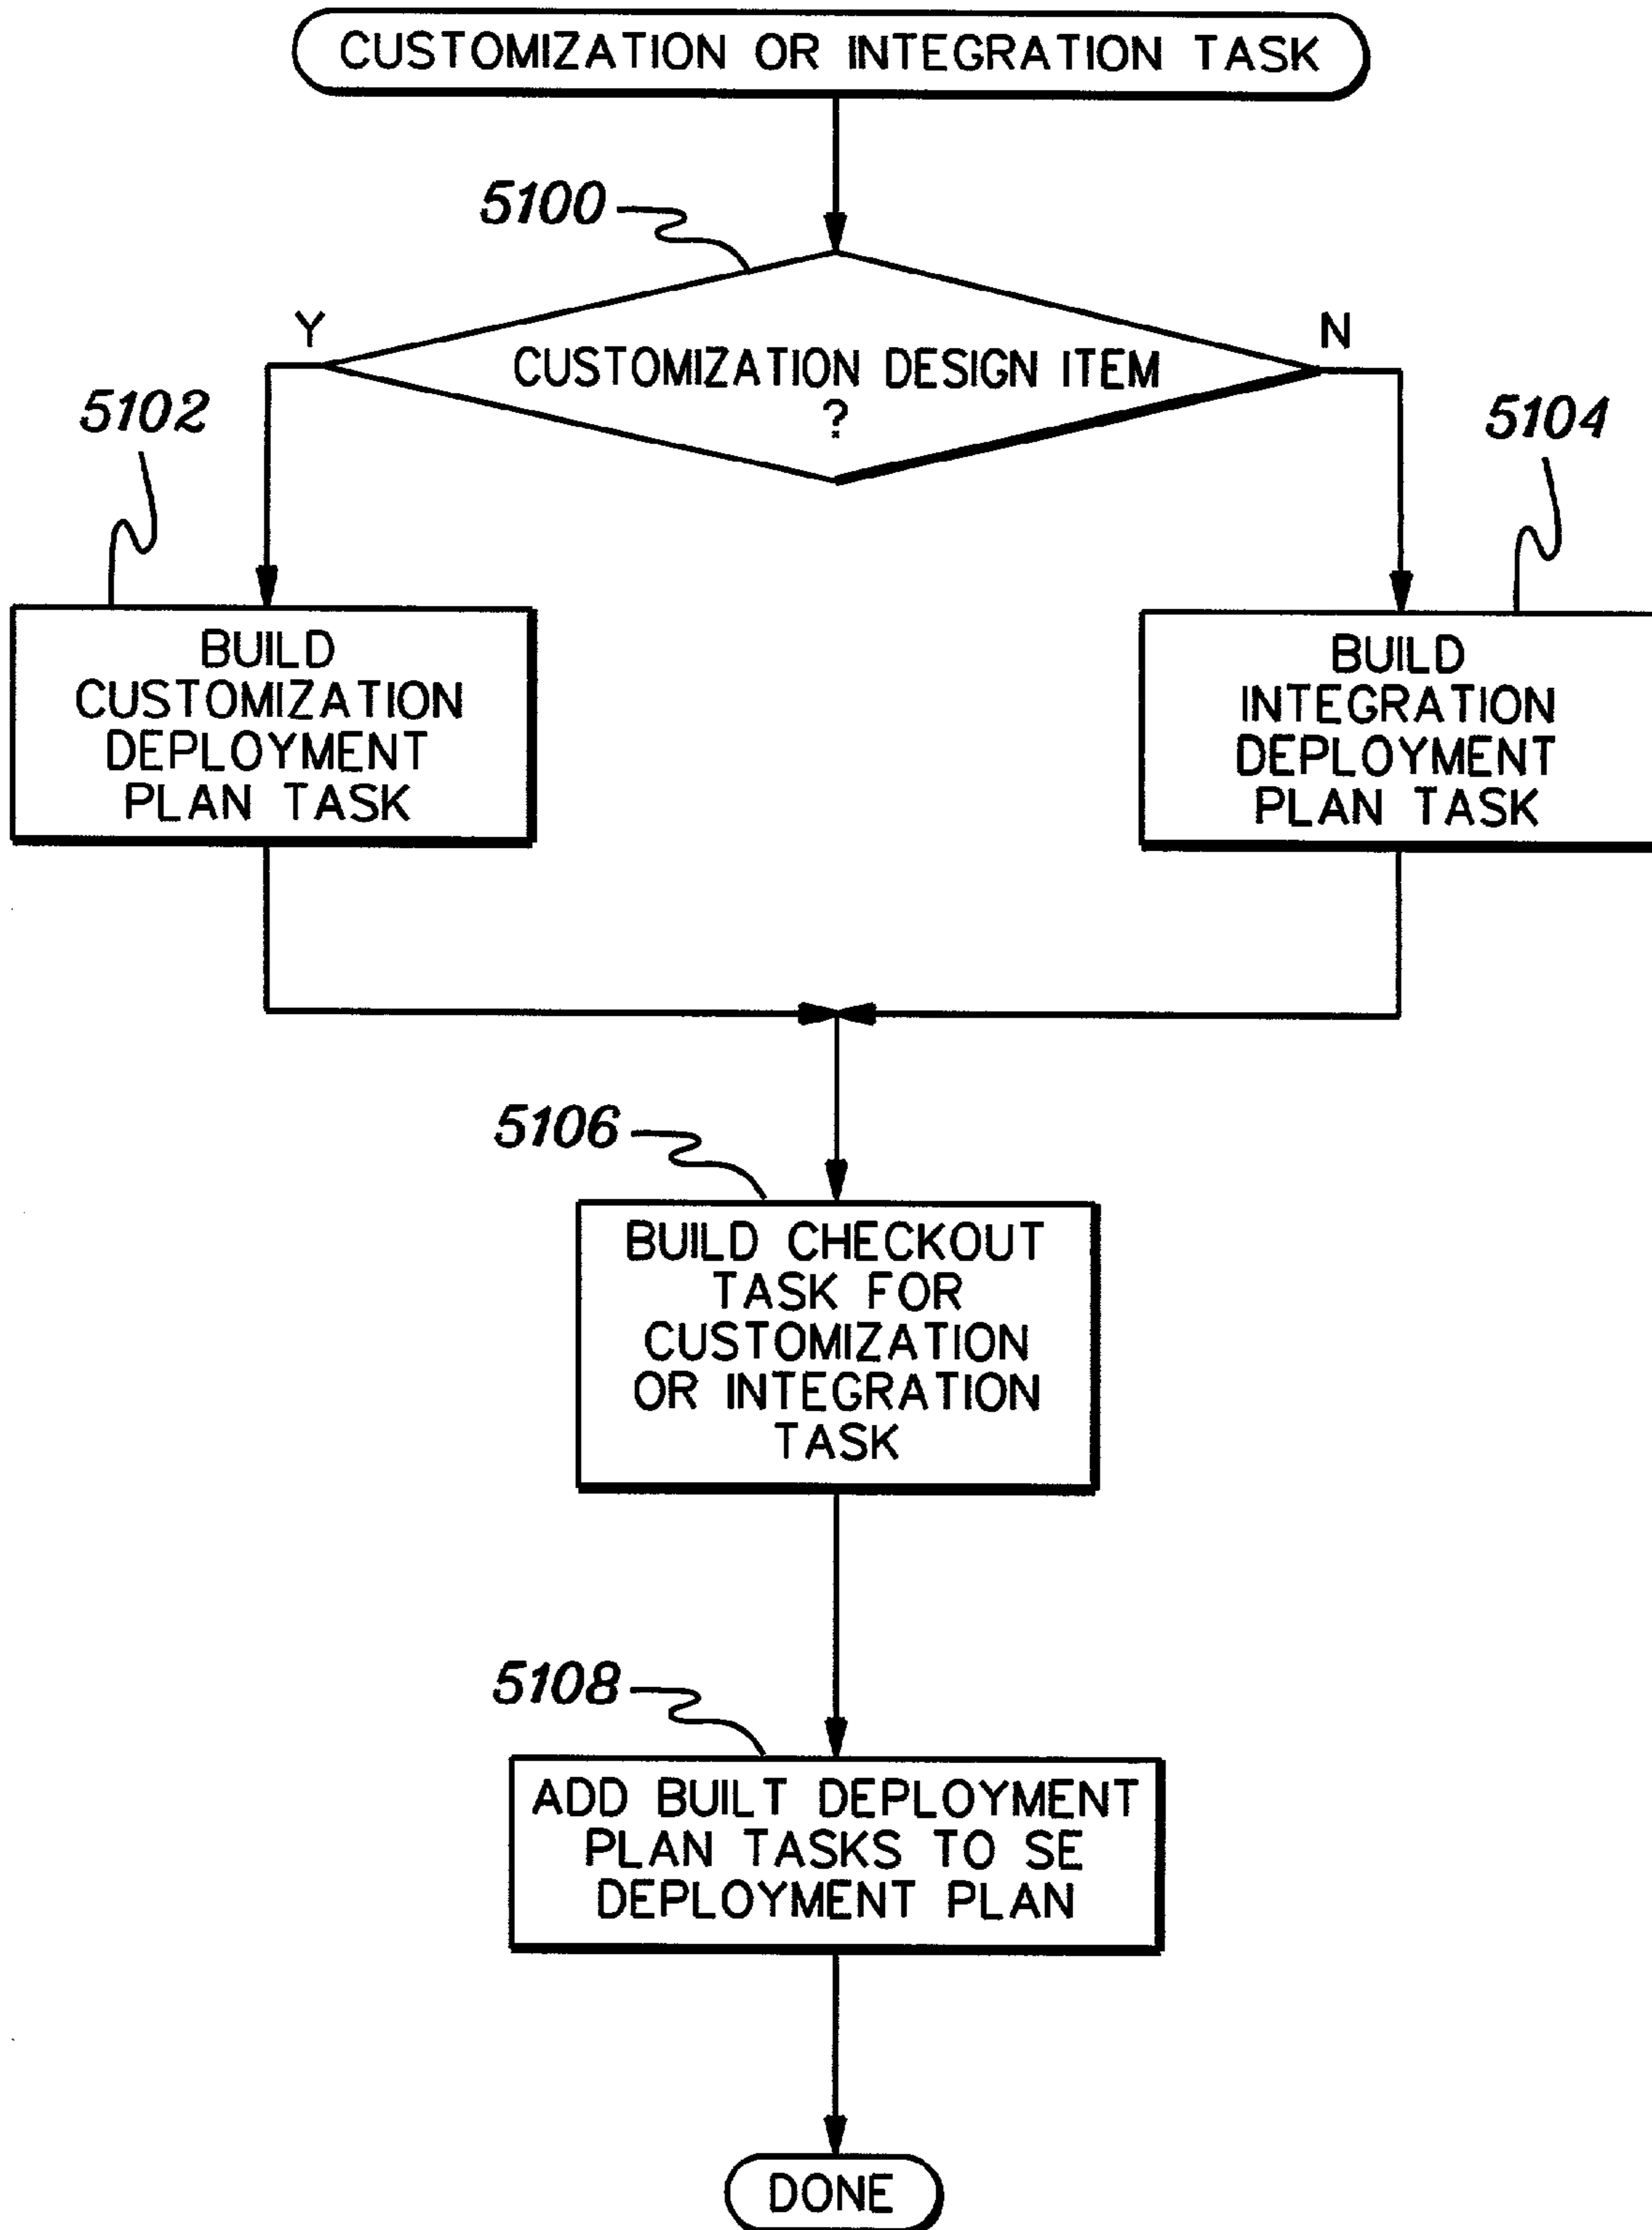 CUSTOMIZATION OR INTEGRATION TASK
5100
Y
N
CUSTOMIZATION DESIGN ITEM
?
5102
5104
BUILD
CUSTOMIZATION
DEPLOYMENT
PLAN TASK
BUILD
INTEGRATION
DEPLOYMENT
PLAN TASK
5106
BUILD CHECKOUT
TASK FOR
CUSTOMIZATION
OR INTEGRATION
TASK
5108
ADD BUILT DEPLOYMENT
PLAN TASKS TO SE
DEPLOYMENT PLAN
DONE